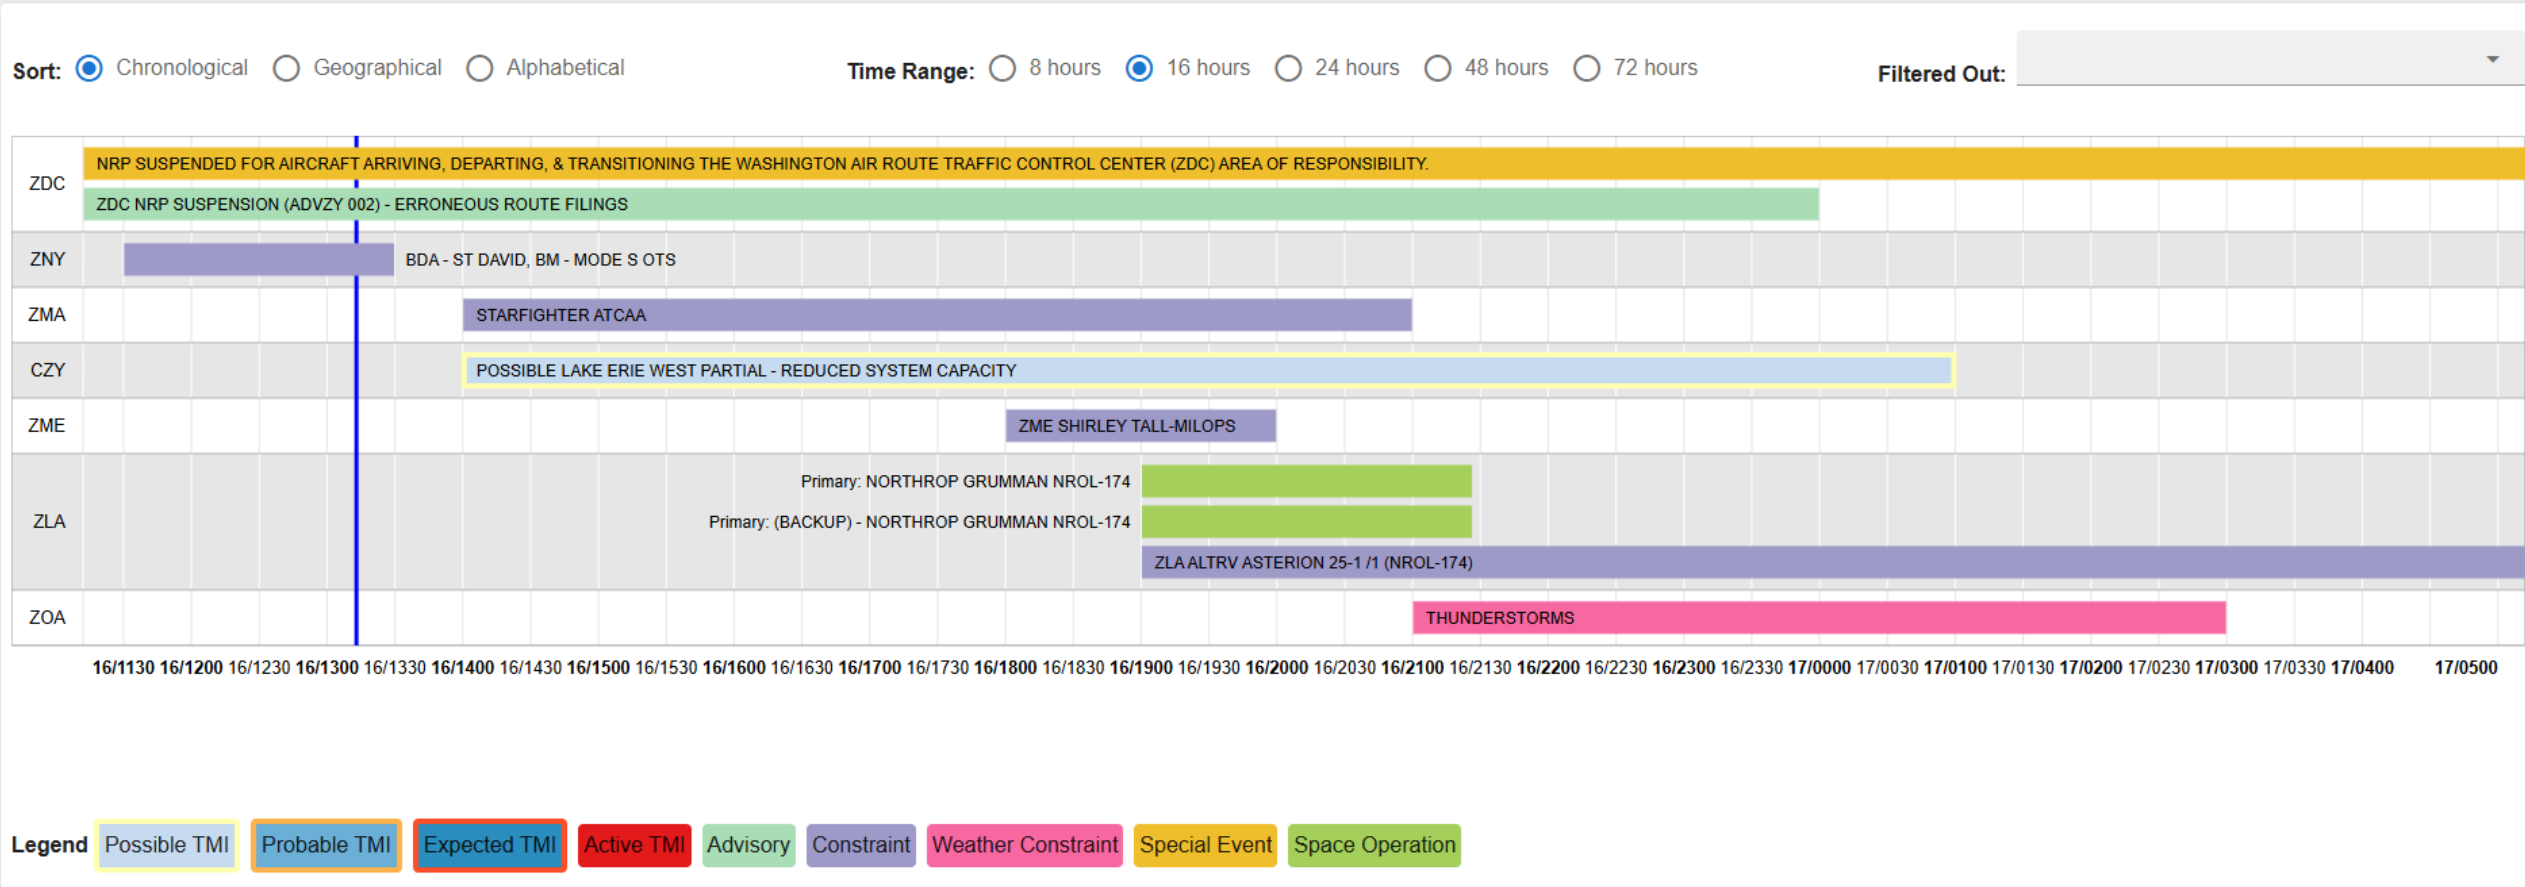 Sort: Chronological Geographical Alphabetical Time Range: 8 hours 16 hours 24 hours 48 hours 72 hours Filtered Out:
ZDC
NRP SUSPENDED FOR AIRCRAFT ARRIVING, DEPARTING, & TRANSITIONING THE WASHINGTON AIR ROUTE TRAFFIC CONTROL CENTER (ZDC) AREA OF RESPONSIBILITY.
ZDC NRP SUSPENSION (ADVZY 002) - ERRONEOUS ROUTE FILINGS
ZNY BDA - ST DAVID, BM - MODE S OTS
ZMA STARFIGHTER ATCAA
CZY POSSIBLE LAKE ERIE WEST PARTIAL - REDUCED SYSTEM CAPACITY
ZME ZME SHIRLEY TALL-MILOPS
ZLA
Primary: NORTHROP GRUMMAN NROL-174
Primary: (BACKUP) - NORTHROP GRUMMAN NROL-174
ZLA ALTRV ASTERION 25-1 /1 (NROL-174)
ZOA THUNDERSTORMS
16/1130 16/1200 16/1230 16/1300 16/1330 16/1400 16/1430 16/1500 16/1530 16/1600 16/1630 16/1700 16/1730 16/1800 16/1830 16/1900 16/1930 16/2000 16/2030 16/2100 16/2130 16/2200 16/2230 16/2300 16/2330 17/0000 17/0030 17/0100 17/0130 17/0200 17/0230 17/0300 17/0330 17/0400 17/0500
Legend Possible TMI Probable TMI Expected TMI Active TMI Advisory Constraint Weather Constraint Special Event Space Operation